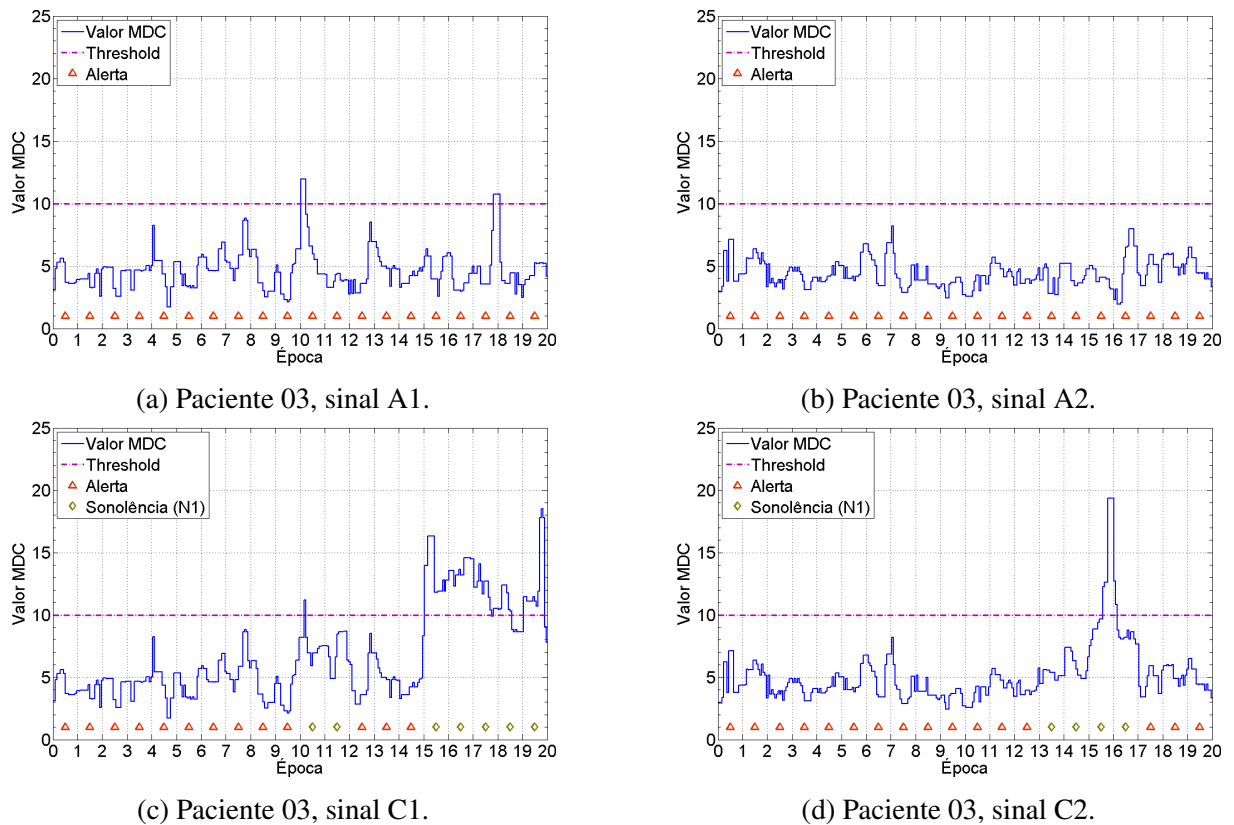 25
20
15
10
5
0
Valor MDC
Valor MDC
Threshold
Alerta
0 1 2 3 4 5 6 7 8 9 10 11 12 13 14 15 16 17 18 19 20
Época
(a) Paciente 03, sinal A1.
25
20
15
10
5
0
Valor MDC
Valor MDC
Threshold
Alerta
0 1 2 3 4 5 6 7 8 9 10 11 12 13 14 15 16 17 18 19 20
Época
(b) Paciente 03, sinal A2.
25
20
15
10
5
0
Valor MDC
Valor MDC
Threshold
Alerta
Sonolência (N1)
0 1 2 3 4 5 6 7 8 9 10 11 12 13 14 15 16 17 18 19 20
Época
(c) Paciente 03, sinal C1.
25
20
15
10
5
0
Valor MDC
Valor MDC
Threshold
Alerta
Sonolência (N1)
0 1 2 3 4 5 6 7 8 9 10 11 12 13 14 15 16 17 18 19 20
Época
(d) Paciente 03, sinal C2.